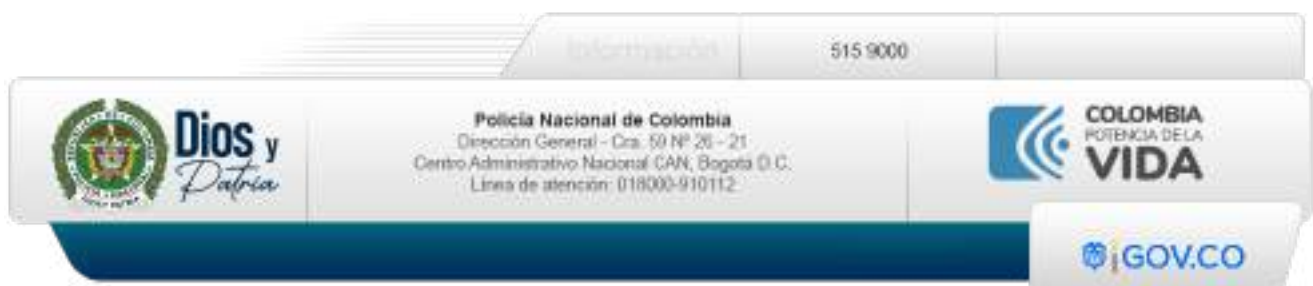 Información
515 9000
Dios y
Patria
Policía Nacional de Colombia
Dirección General - Cra. 59 Nº 26 - 21
Centro Administrativo Nacional CAN, Bogotá D.C.
Línea de atención: 018000-910112
COLOMBIA
POTENCIA DE LA
VIDA
GOV.CO